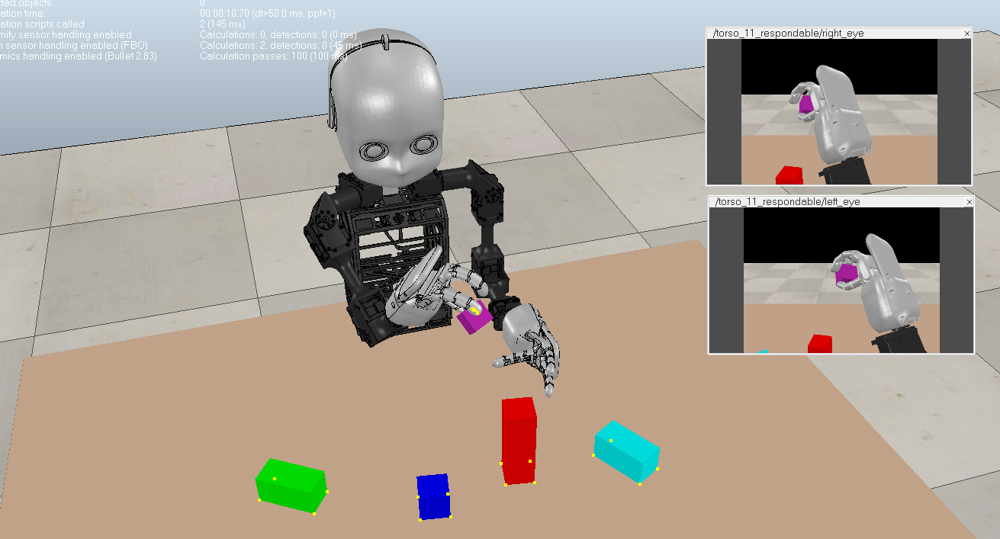 cted objects: 0
ation time: 00:00:10.70 (dt=50.0 ms, ppf=1)
ation scripts called 2 (145 ms)
mity sensor handling enabled Calculations: 0, detections: 0 (0 ms)
n sensor handling enabled (FBO) Calculations: 2, detections: 0 (45 ms)
mics handling enabled (Bullet 2.83) Calculation passes: 100 (100 ms)
/torso_11_respondable/right_eye
/torso_11_respondable/left_eye